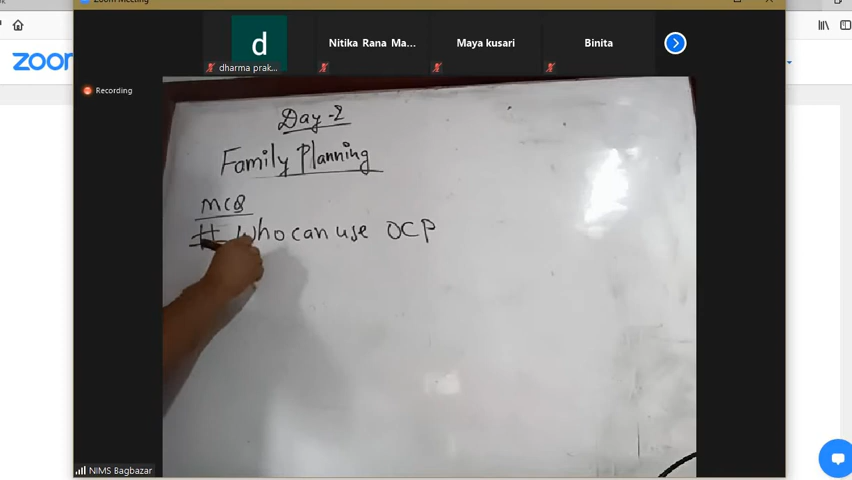 Zoom Meeting
zoom
d
Nitika Rana Ma...
Maya kusari
Binita
dharma prak...
Recording
Day-2
Family Planning
MCQ
# Who can use OCP
NIMS Bagbazar